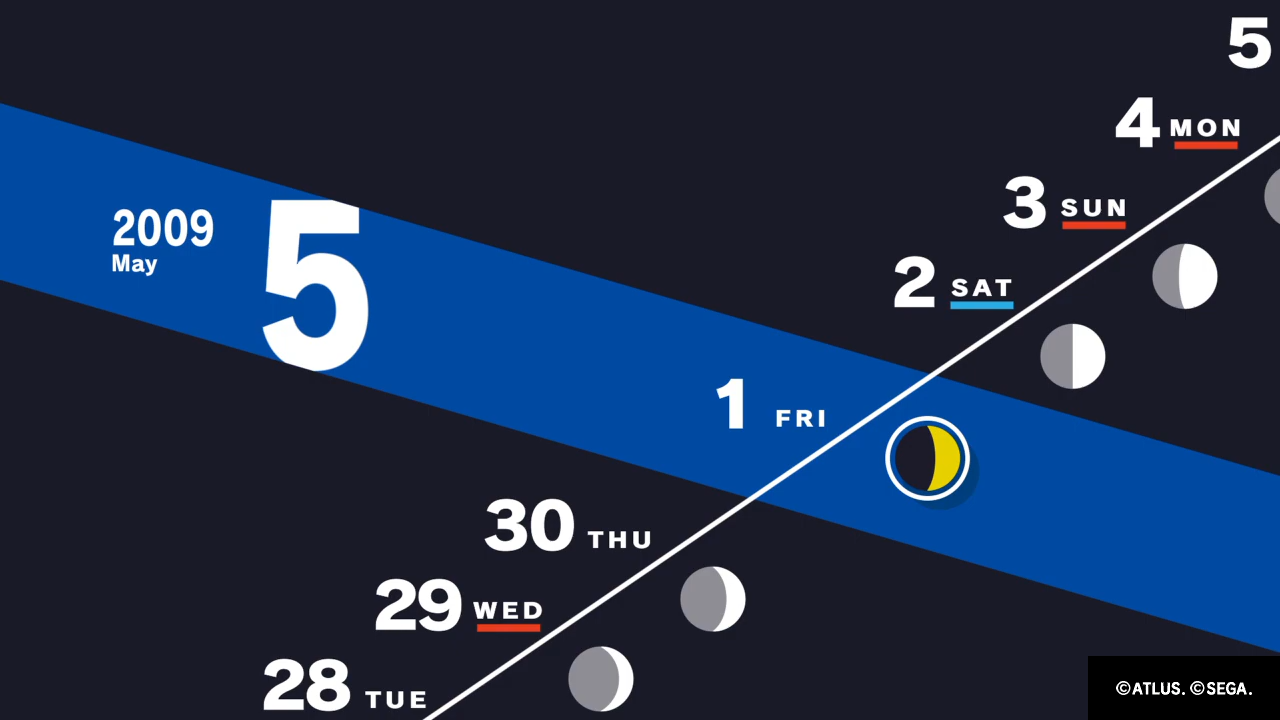 5
4 MON
3 SUN
2 SAT
2009
May
5
1 FRI
30 THU
29 WED
28 TUE
©ATLUS. ©SEGA.